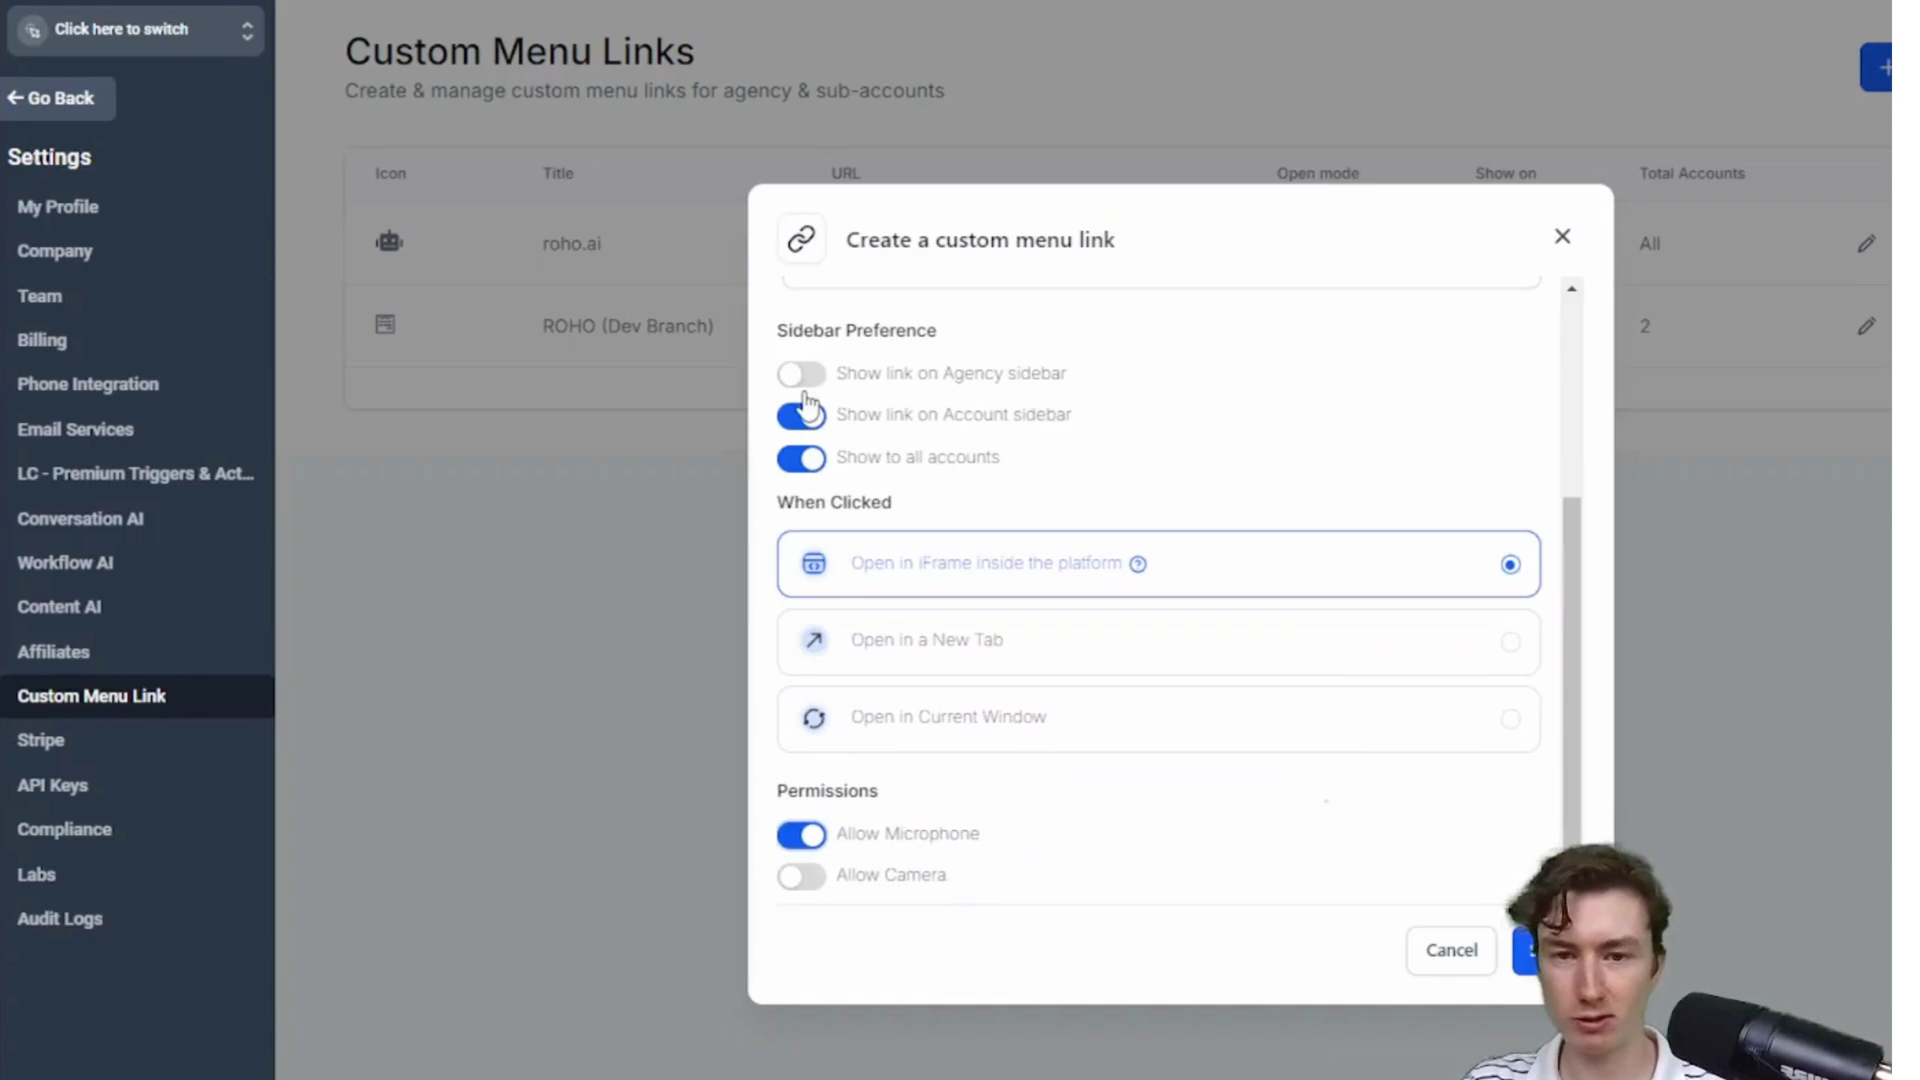 Click here to switch
Go Back
Settings
My Profile
Company
Team
Billing
Phone Integration
Email Services
LC - Premium Triggers & Act...
Conversation AI
Workflow AI
Content AI
Affiliates
Custom Menu Link
Stripe
API Keys
Compliance
Labs
Audit Logs
Custom Menu Links
Create & manage custom menu links for agency & sub-accounts
Icon Title URL Open mode Show on Total Accounts
roho.ai All
ROHO (Dev Branch) 2
Create a custom menu link
Sidebar Preference
Show link on Agency sidebar
Show link on Account sidebar
Show to all accounts
When Clicked
Open in iFrame inside the platform
Open in a New Tab
Open in Current Window
Permissions
Allow Microphone
Allow Camera
Cancel